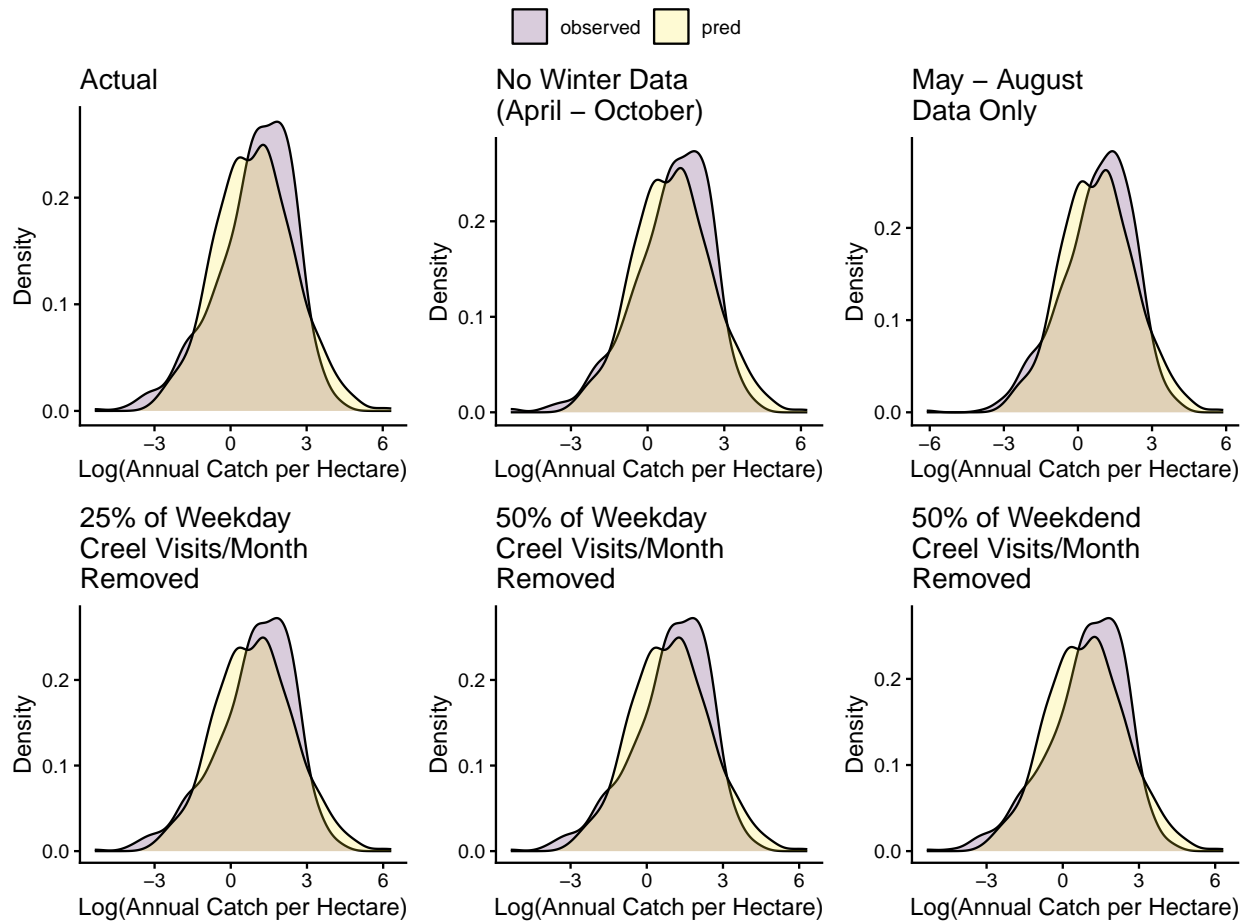 observed pred
Actual
0.2
0.1
0.0
Density
−3 0 3 6
Log(Annual Catch per Hectare)
No Winter Data
(April − October)
0.2
0.1
0.0
Density
−3 0 3 6
Log(Annual Catch per Hectare)
May − August
Data Only
0.2
0.1
0.0
Density
−6 −3 0 3 6
Log(Annual Catch per Hectare)
25% of Weekday
Creel Visits/Month
Removed
0.2
0.1
0.0
Density
−3 0 3 6
Log(Annual Catch per Hectare)
50% of Weekday
Creel Visits/Month
Removed
0.2
0.1
0.0
Density
−3 0 3 6
Log(Annual Catch per Hectare)
50% of Weekdend
Creel Visits/Month
Removed
0.2
0.1
0.0
Density
−3 0 3 6
Log(Annual Catch per Hectare)